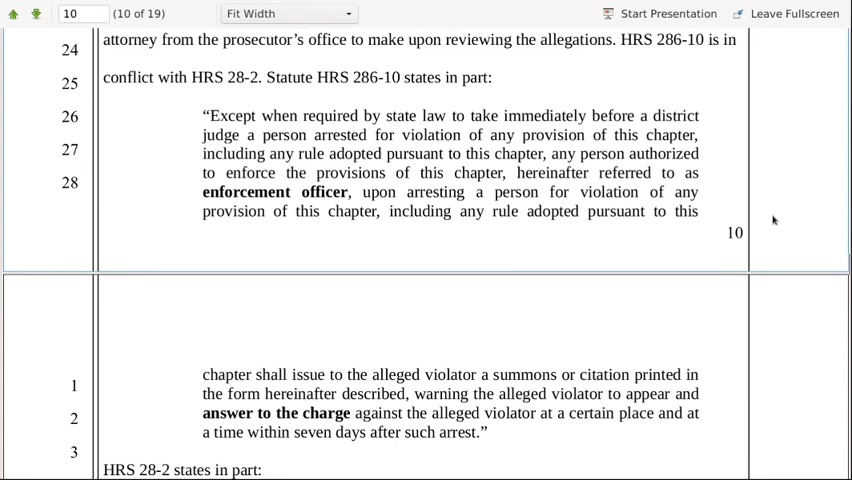 10 (10 of 19) Fit Width Start Presentation Leave Fullscreen
24 attorney from the prosecutor’s office to make upon reviewing the allegations. HRS 286-10 is in
25 conflict with HRS 28-2. Statute HRS 286-10 states in part:
26 “Except when required by state law to take immediately before a district
judge a person arrested for violation of any provision of this chapter,
27 including any rule adopted pursuant to this chapter, any person authorized
to enforce the provisions of this chapter, hereinafter referred to as
28 enforcement officer, upon arresting a person for violation of any
provision of this chapter, including any rule adopted pursuant to this
10
chapter shall issue to the alleged violator a summons or citation printed in
1 the form hereinafter described, warning the alleged violator to appear and
2 answer to the charge against the alleged violator at a certain place and at
a time within seven days after such arrest.”
3
HRS 28-2 states in part: